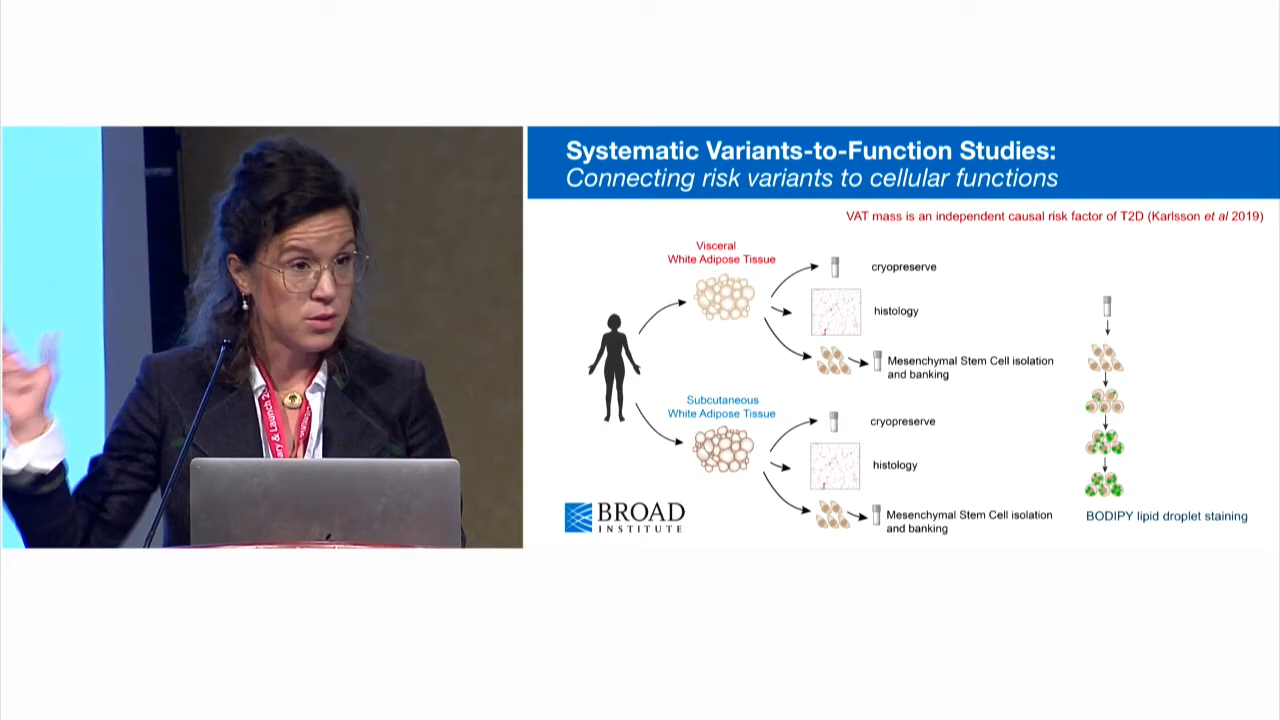 Systematic Variants-to-Function Studies:
Connecting risk variants to cellular functions
VAT mass is an independent causal risk factor of T2D (Karlsson et al 2019)
Visceral
White Adipose Tissue
cryopreserve
histology
Mesenchymal Stem Cell isolation
and banking
Subcutaneous
White Adipose Tissue
cryopreserve
histology
Mesenchymal Stem Cell isolation
and banking
BODIPY lipid droplet staining
BROAD
INSTITUTE
& Launch